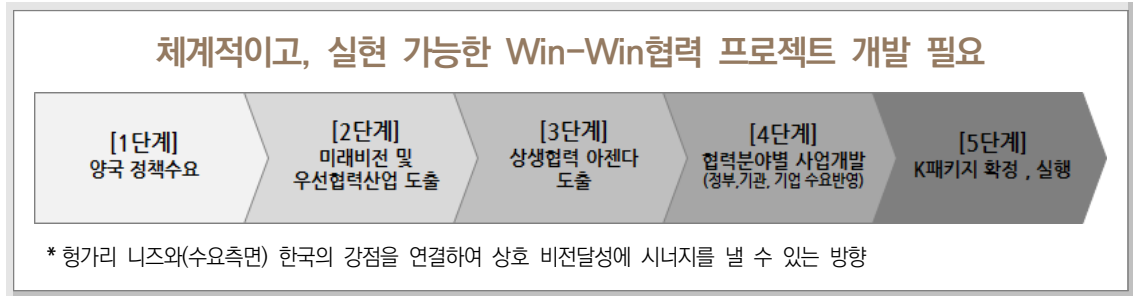 체계적이고, 실현 가능한 Win-Win협력 프로젝트 개발 필요
[1단계]
양국 정책수요
[2단계]
미래비전 및
우선협력산업 도출
[3단계]
상생협력 아젠다
도출
[4단계]
협력분야별 사업개발
(정부,기관, 기업 수요반영)
[5단계]
K패키지 확정 , 실행
* 헝가리 니즈와(수요측면) 한국의 강점을 연결하여 상호 비전달성에 시너지를 낼 수 있는 방향